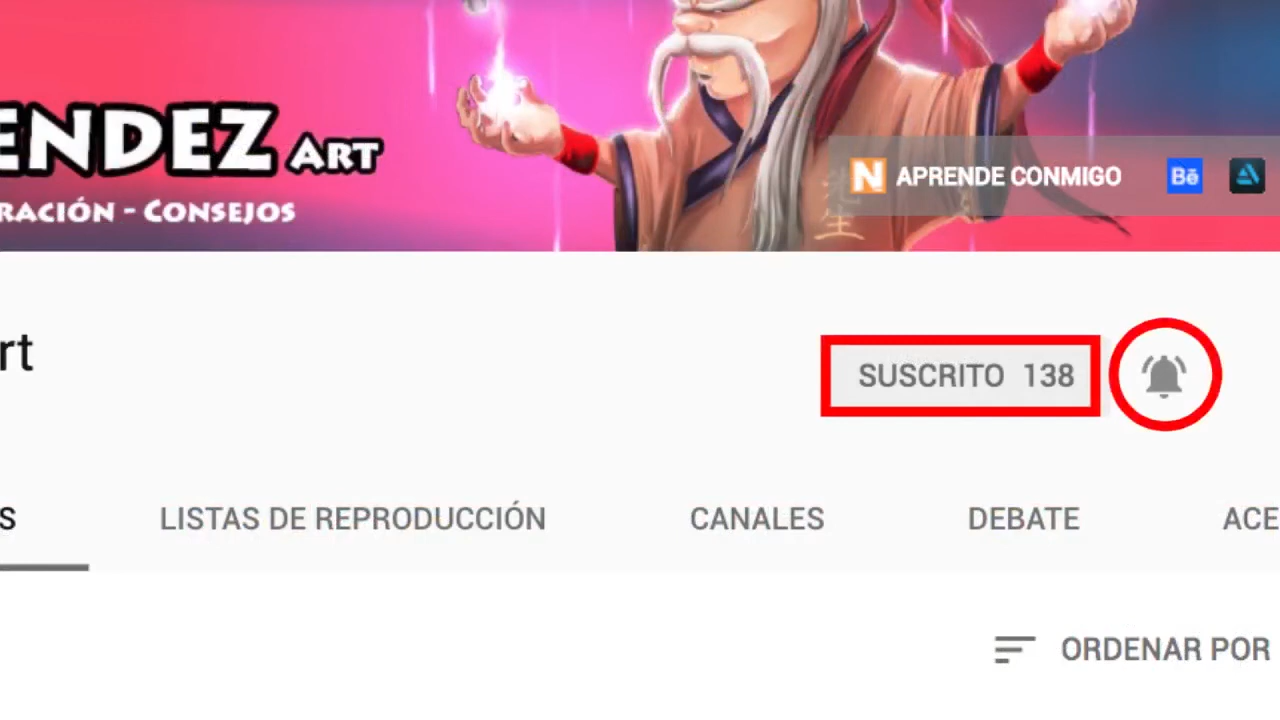 ENDEZ ART
RACIÓN - CONSEJOS
N APRENDE CONMIGO Bē
rt
SUSCRITO 138
S LISTAS DE REPRODUCCIÓN CANALES DEBATE ACE
ORDENAR POR